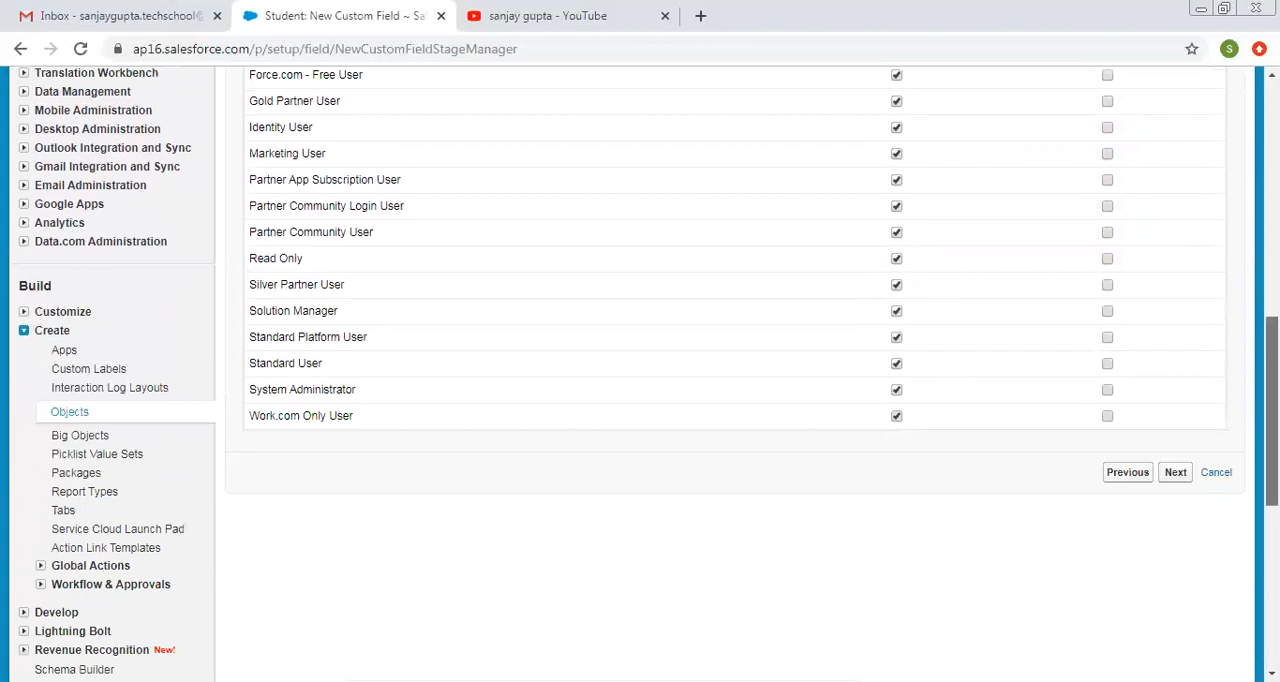 Inbox - sanjaygupta.techschool@
Student: New Custom Field ~ Sa
sanjay gupta - YouTube
ap16.salesforce.com/p/setup/field/NewCustomFieldStageManager
S
Translation Workbench
Data Management
Mobile Administration
Desktop Administration
Outlook Integration and Sync
Gmail Integration and Sync
Email Administration
Google Apps
Analytics
Data.com Administration
Build
Customize
Create
Apps
Custom Labels
Interaction Log Layouts
Objects
Big Objects
Picklist Value Sets
Packages
Report Types
Tabs
Service Cloud Launch Pad
Action Link Templates
Global Actions
Workflow & Approvals
Develop
Lightning Bolt
Revenue Recognition New!
Schema Builder
Force.com - Free User
Gold Partner User
Identity User
Marketing User
Partner App Subscription User
Partner Community Login User
Partner Community User
Read Only
Silver Partner User
Solution Manager
Standard Platform User
Standard User
System Administrator
Work.com Only User
Previous Next Cancel